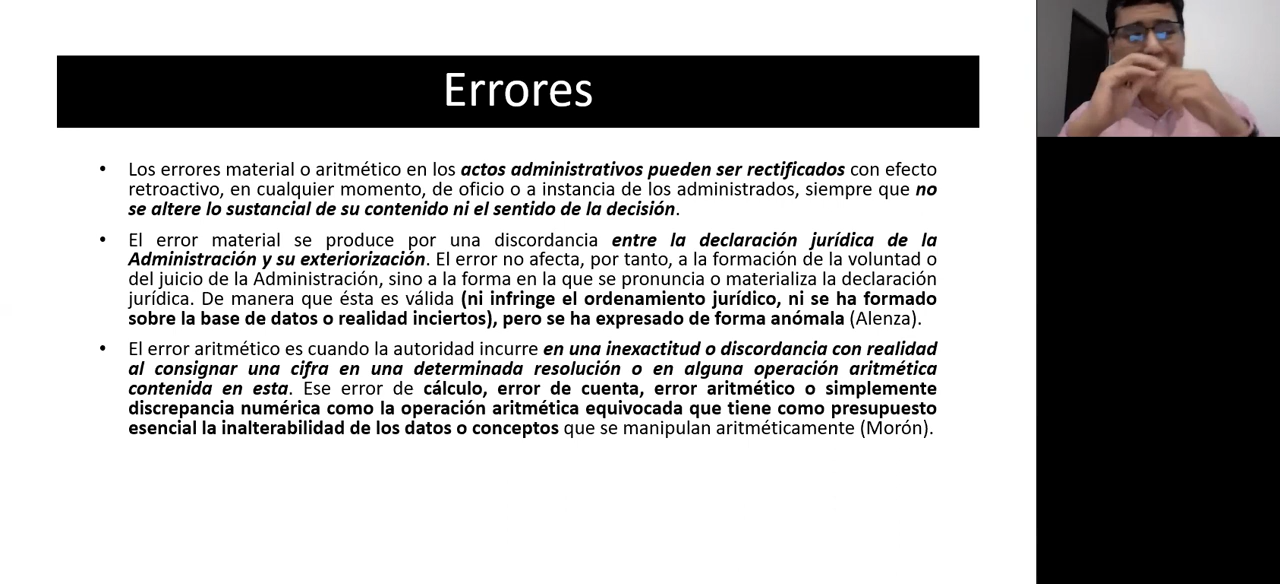 Errores
• Los errores material o aritmético en los actos administrativos pueden ser rectificados con efecto
retroactivo, en cualquier momento, de oficio o a instancia de los administrados, siempre que no
se altere lo sustancial de su contenido ni el sentido de la decisión.
• El error material se produce por una discordancia entre la declaración jurídica de la
Administración y su exteriorización. El error no afecta, por tanto, a la formación de la voluntad o
del juicio de la Administración, sino a la forma en la que se pronuncia o materializa la declaración
jurídica. De manera que ésta es válida (ni infringe el ordenamiento jurídico, ni se ha formado
sobre la base de datos o realidad inciertos), pero se ha expresado de forma anómala (Alenza).
• El error aritmético es cuando la autoridad incurre en una inexactitud o discordancia con realidad
al consignar una cifra en una determinada resolución o en alguna operación aritmética
contenida en esta. Ese error de cálculo, error de cuenta, error aritmético o simplemente
discrepancia numérica como la operación aritmética equivocada que tiene como presupuesto
esencial la inalterabilidad de los datos o conceptos que se manipulan aritméticamente (Morón).